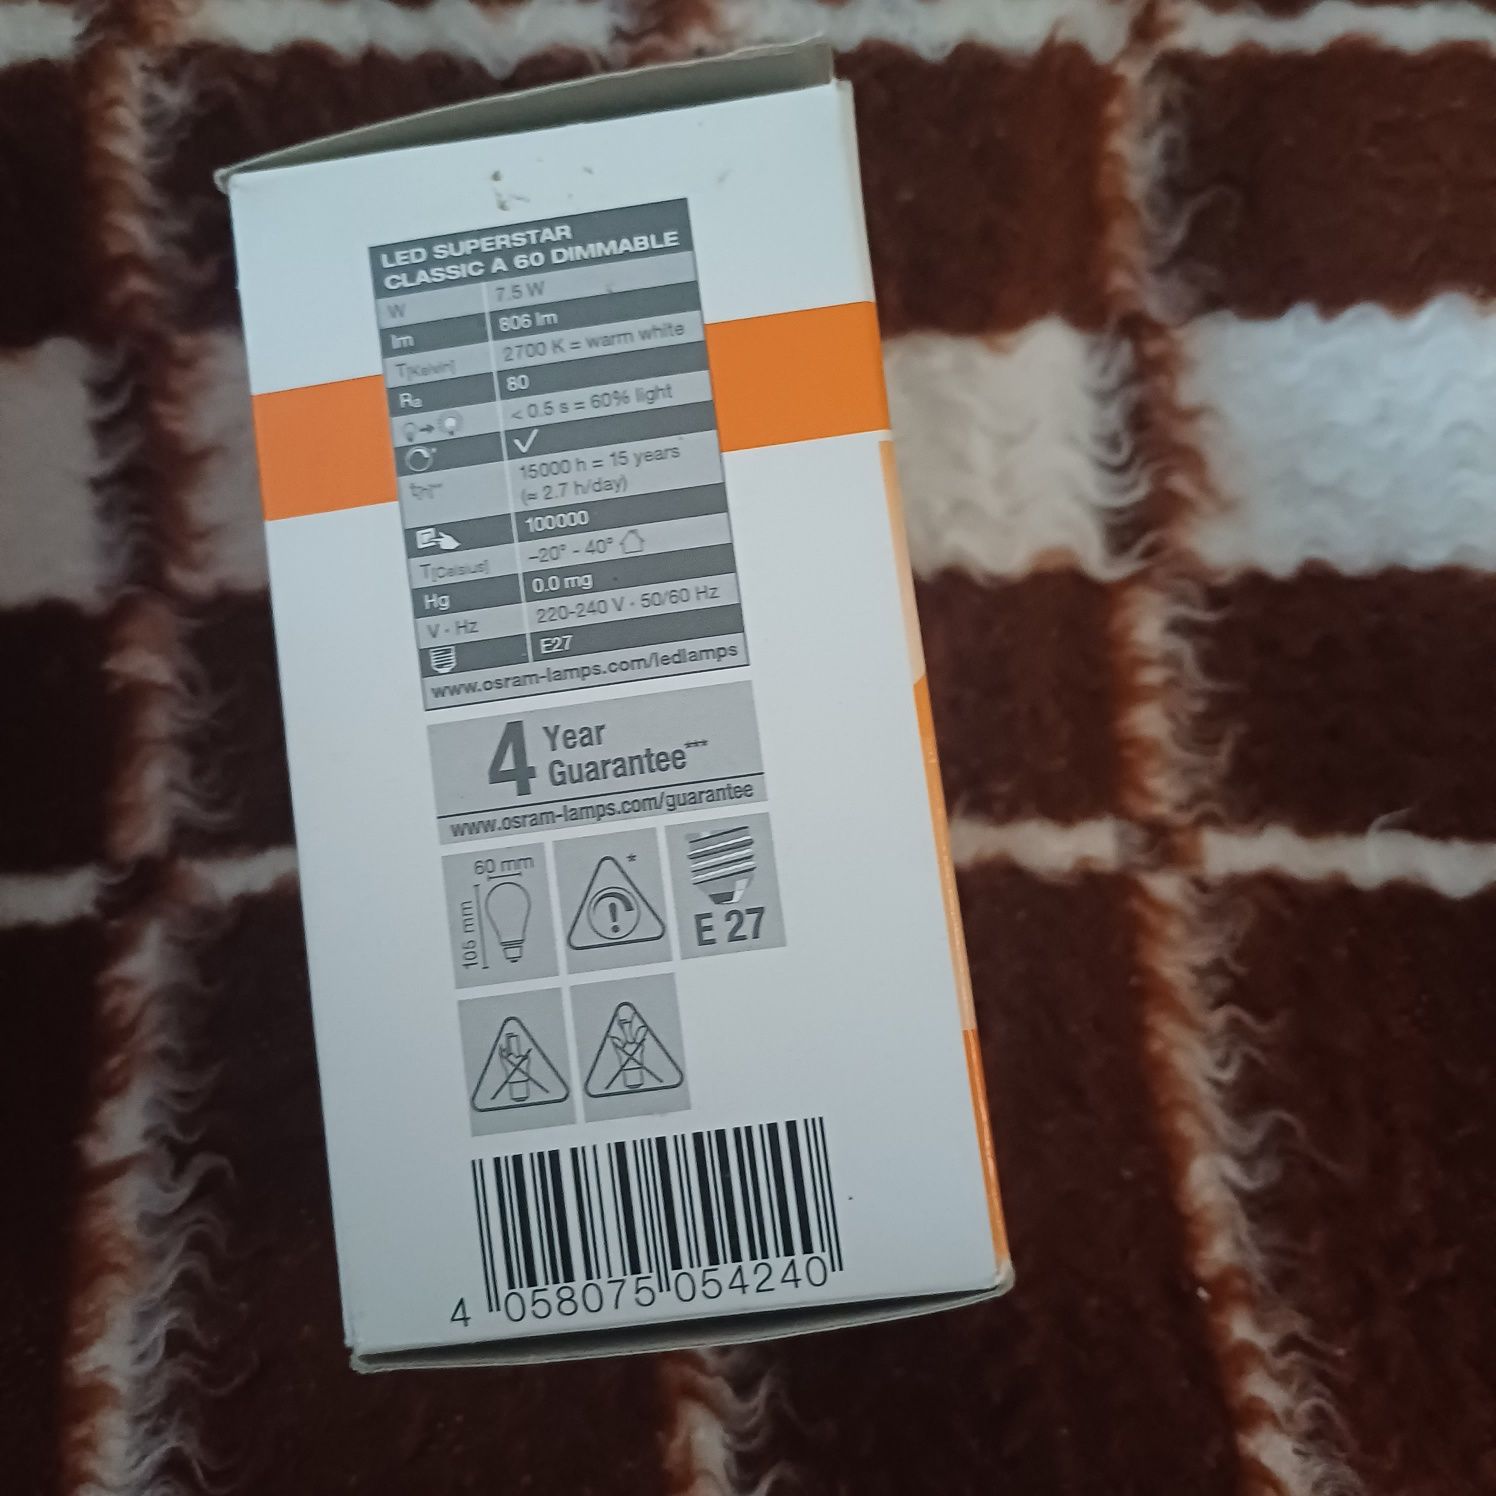 LED SUPERSTAR
CLASSIC A 60 DIMMABLE
W 7.5 W
lm 806 lm
T[Kelvin] 2700 K = warm white
Ra 80
< 0.5 s = 60% light
15000 h = 15 years
(≈ 2.7 h/day)
100000
T[Celsius] –20° - 40°
Hg 0.0 mg
V · Hz 220-240 V · 50/60 Hz
E27
www.osram-lamps.com/ledlamps
4 Year
Guarantee***
www.osram-lamps.com/guarantee
60 mm
105 mm
*
E 27
4 058075 054240